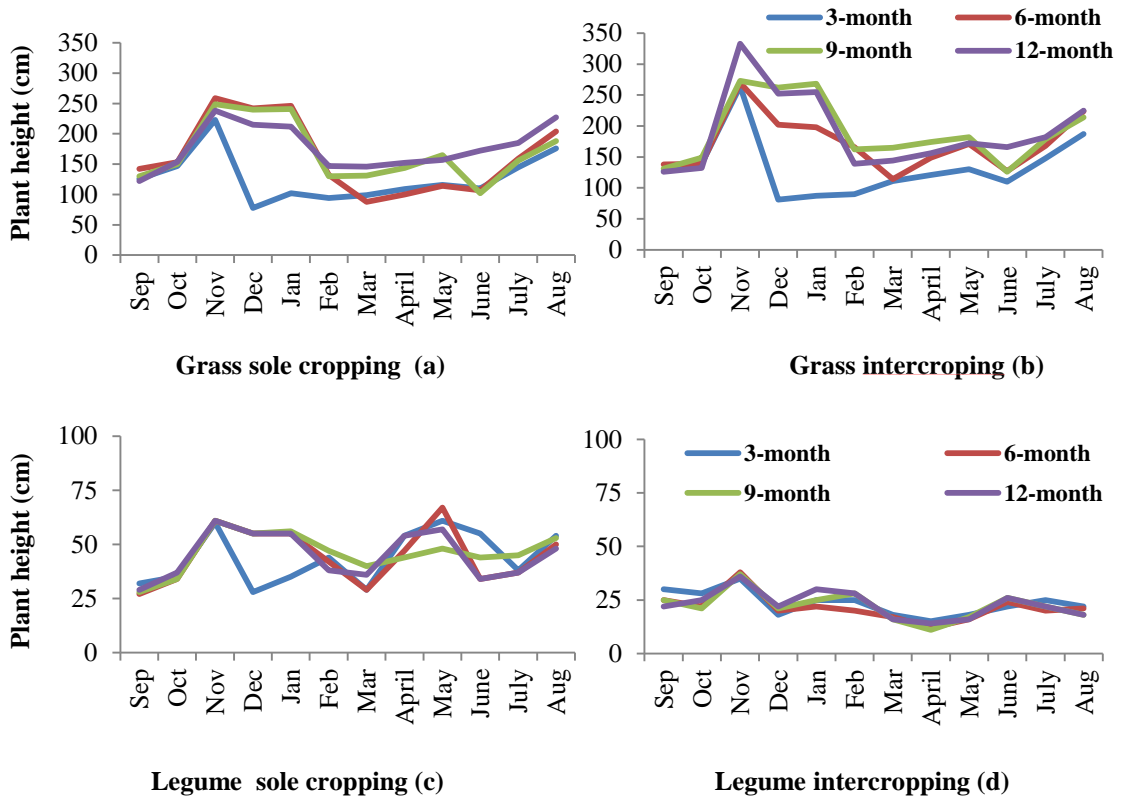 3-month 6-month
9-month 12-month
Plant height (cm)
350
300
250
200
150
100
50
0
Sep Oct Nov Dec Jan Feb Mar April May June July Aug
Grass sole cropping (a)
350
300
250
200
150
100
50
0
Sep Oct Nov Dec Jan Feb Mar April May June July Aug
Grass intercroping (b)
Plant height (cm)
100
75
50
25
0
Sep Oct Nov Dec Jan Feb Mar April May June July Aug
Legume sole cropping (c)
100
75
50
25
0
3-month 6-month
9-month 12-month
Sep Oct Nov Dec Jan Feb Mar April May June July Aug
Legume intercropping (d)